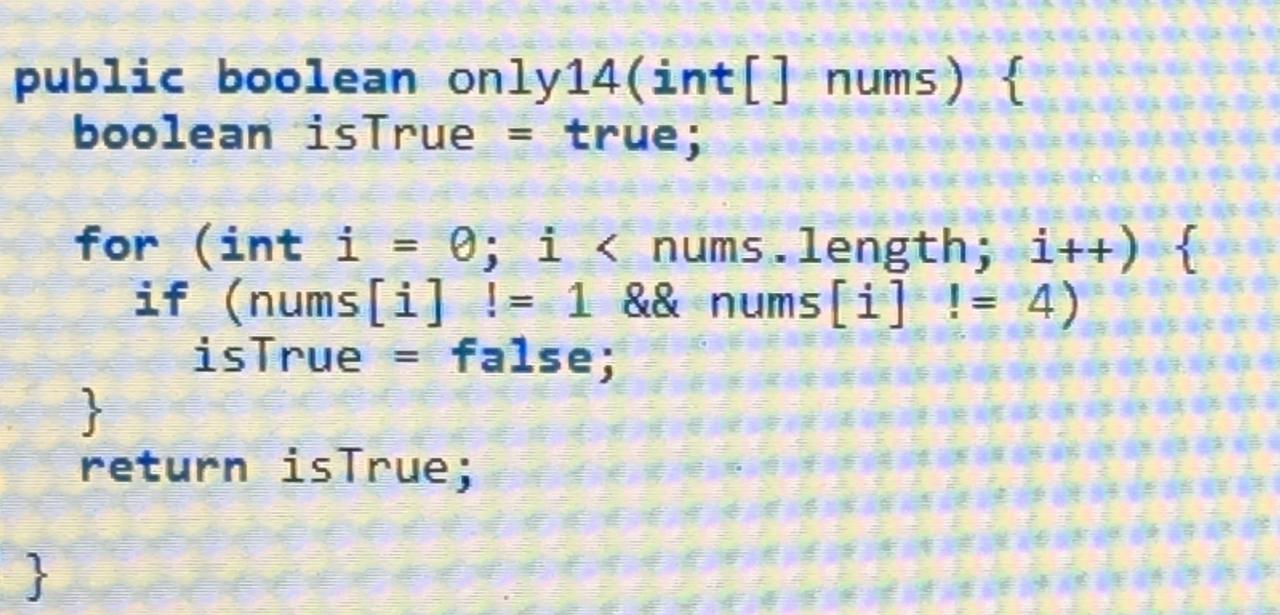 public boolean only14(int[] nums) {
  boolean isTrue = true;
  for (int i = 0; i < nums.length; i++) {
    if (nums[i] != 1 && nums[i] != 4)
      isTrue = false;
  }
  return isTrue;
}